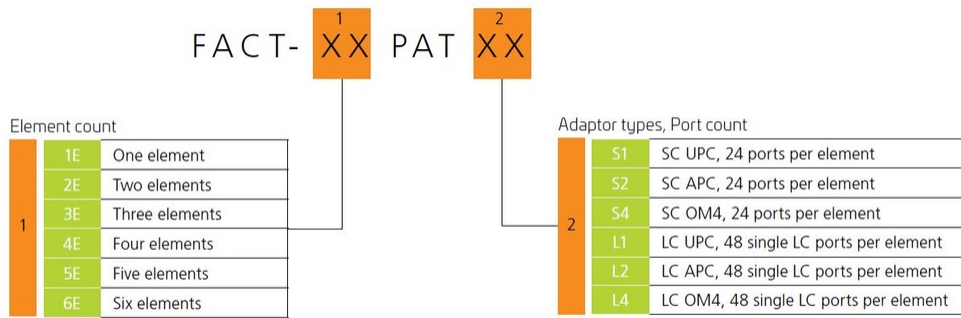 1 2
FACT- XX PAT XX
Element count
1
1E One element
2E Two elements
3E Three elements
4E Four elements
5E Five elements
6E Six elements
Adaptor types, Port count
2
S1 SC UPC, 24 ports per element
S2 SC APC, 24 ports per element
S4 SC OM4, 24 ports per element
L1 LC UPC, 48 single LC ports per element
L2 LC APC, 48 single LC ports per element
L4 LC OM4, 48 single LC ports per element